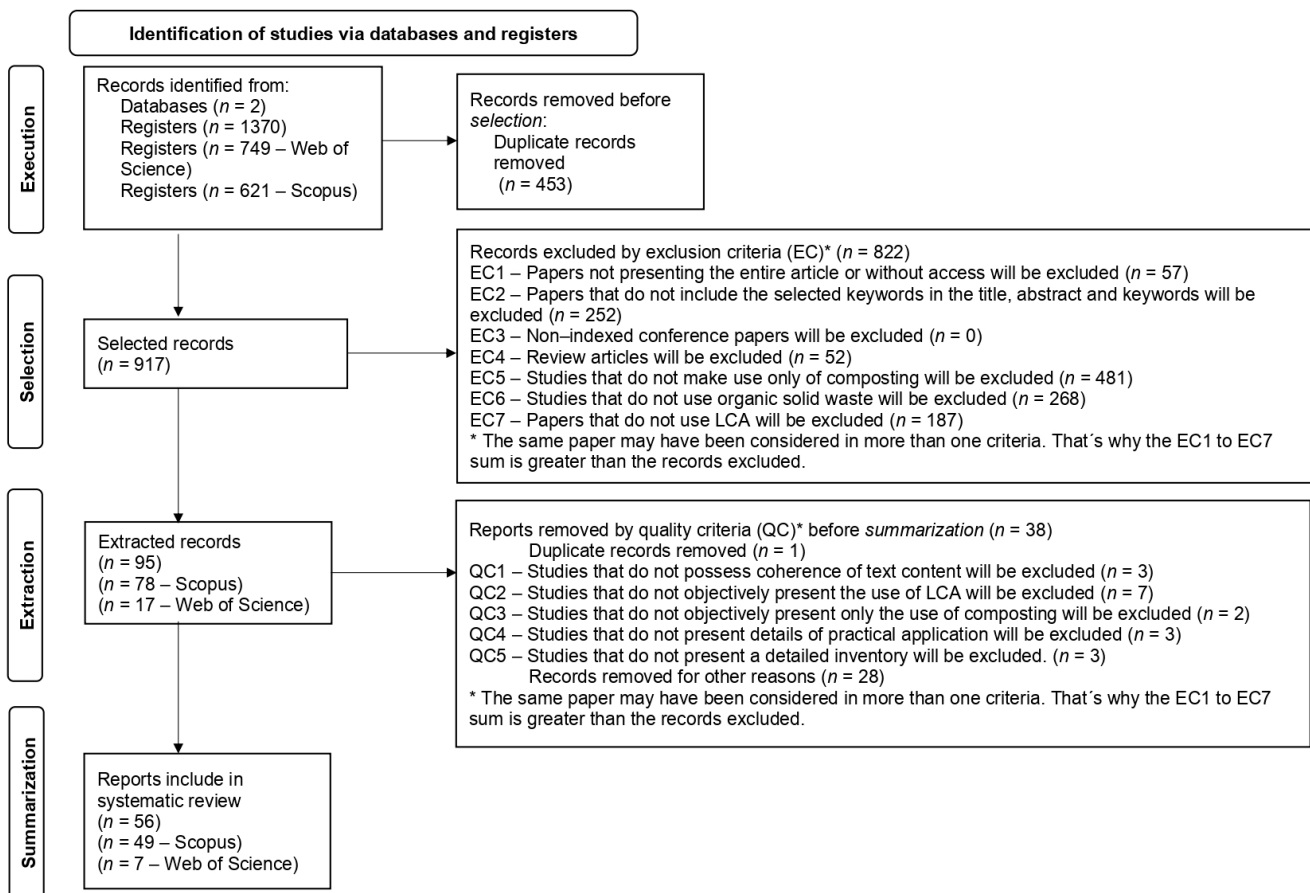 Identification of studies via databases and registers
Execution
Records identified from:
Databases (n = 2)
Registers (n = 1370)
Registers (n = 749 – Web of
Science)
Registers (n = 621 – Scopus)
Records removed before
selection:
Duplicate records
removed
(n = 453)
Selection
Selected records
(n = 917)
Records excluded by exclusion criteria (EC)* (n = 822)
EC1 – Papers not presenting the entire article or without access will be excluded (n = 57)
EC2 – Papers that do not include the selected keywords in the title, abstract and keywords will be
excluded (n = 252)
EC3 – Non–indexed conference papers will be excluded (n = 0)
EC4 – Review articles will be excluded (n = 52)
EC5 – Studies that do not make use only of composting will be excluded (n = 481)
EC6 – Studies that do not use organic solid waste will be excluded (n = 268)
EC7 – Papers that do not use LCA will be excluded (n = 187)
* The same paper may have been considered in more than one criteria. That´s why the EC1 to EC7
sum is greater than the records excluded.
Extraction
Extracted records
(n = 95)
(n = 78 – Scopus)
(n = 17 – Web of Science)
Reports removed by quality criteria (QC)* before summarization (n = 38)
Duplicate records removed (n = 1)
QC1 – Studies that do not possess coherence of text content will be excluded (n = 3)
QC2 – Studies that do not objectively present the use of LCA will be excluded (n = 7)
QC3 – Studies that do not objectively present only the use of composting will be excluded (n = 2)
QC4 – Studies that do not present details of practical application will be excluded (n = 3)
QC5 – Studies that do not present a detailed inventory will be excluded. (n = 3)
Records removed for other reasons (n = 28)
* The same paper may have been considered in more than one criteria. That´s why the EC1 to EC7
sum is greater than the records excluded.
Summarization
Reports include in
systematic review
(n = 56)
(n = 49 – Scopus)
(n = 7 – Web of Science)